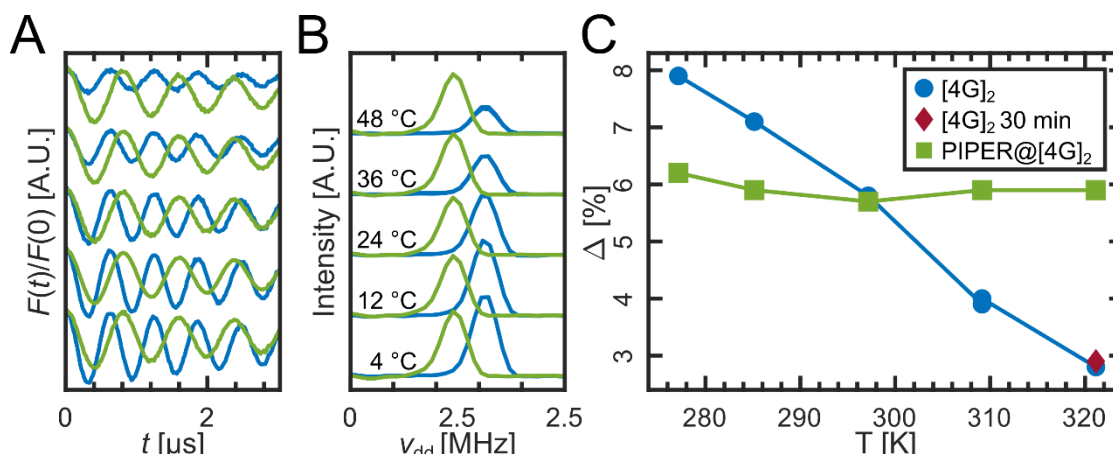 A
F(t)/F(0) [A.U.]
0
2
t [µs]
B
Intensity [A.U.]
48 °C
36 °C
24 °C
12 °C
4 °C
0
2.5
2.5
ν_dd [MHz]
C
Δ [%]
8
7
6
5
4
3
[4G]₂
[4G]₂ 30 min
PIPER@[4G]₂
280
290
300
310
320
T [K]